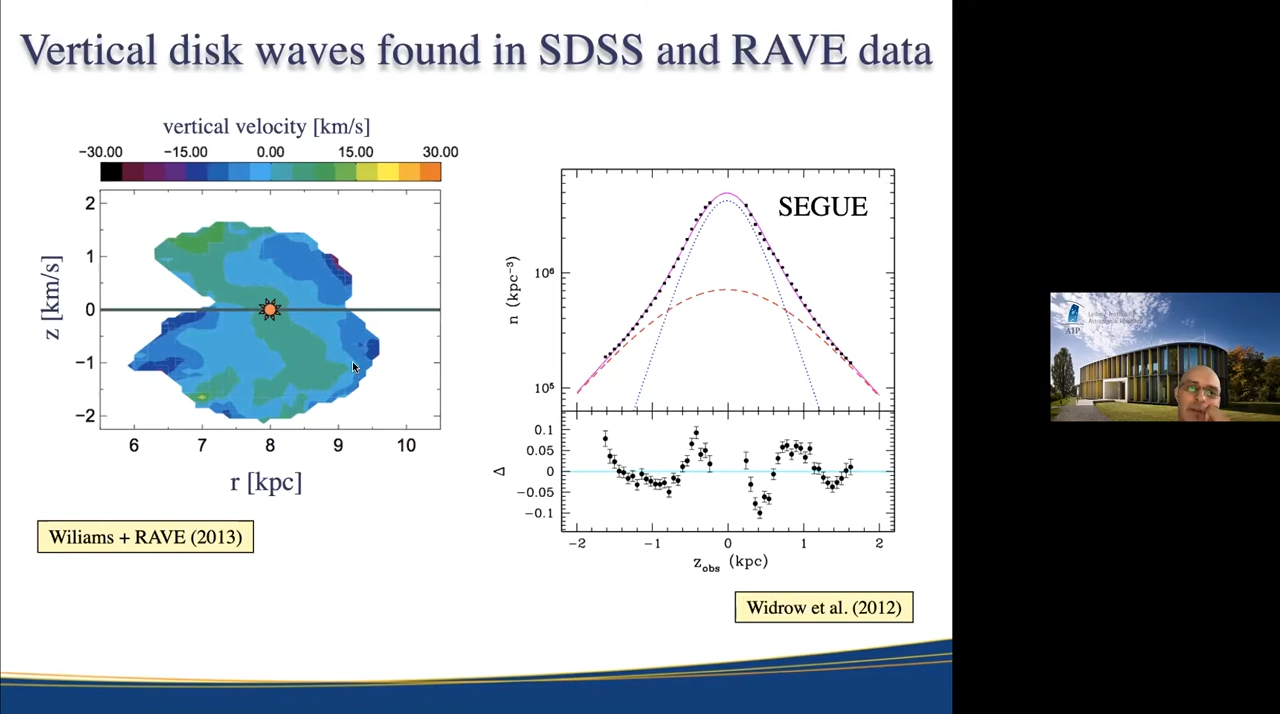 Vertical disk waves found in SDSS and RAVE data
vertical velocity [km/s]
−30.00 −15.00 0.00 15.00 30.00
2
1
0
−1
−2
z [km/s]
6 7 8 9 10
r [kpc]
Wiliams + RAVE (2013)
SEGUE
n (kpc⁻³)
10⁶
10⁵
Δ
0.1
0.05
0
−0.05
−0.1
−2 −1 0 1 2
z_obs (kpc)
Widrow et al. (2012)
AIP